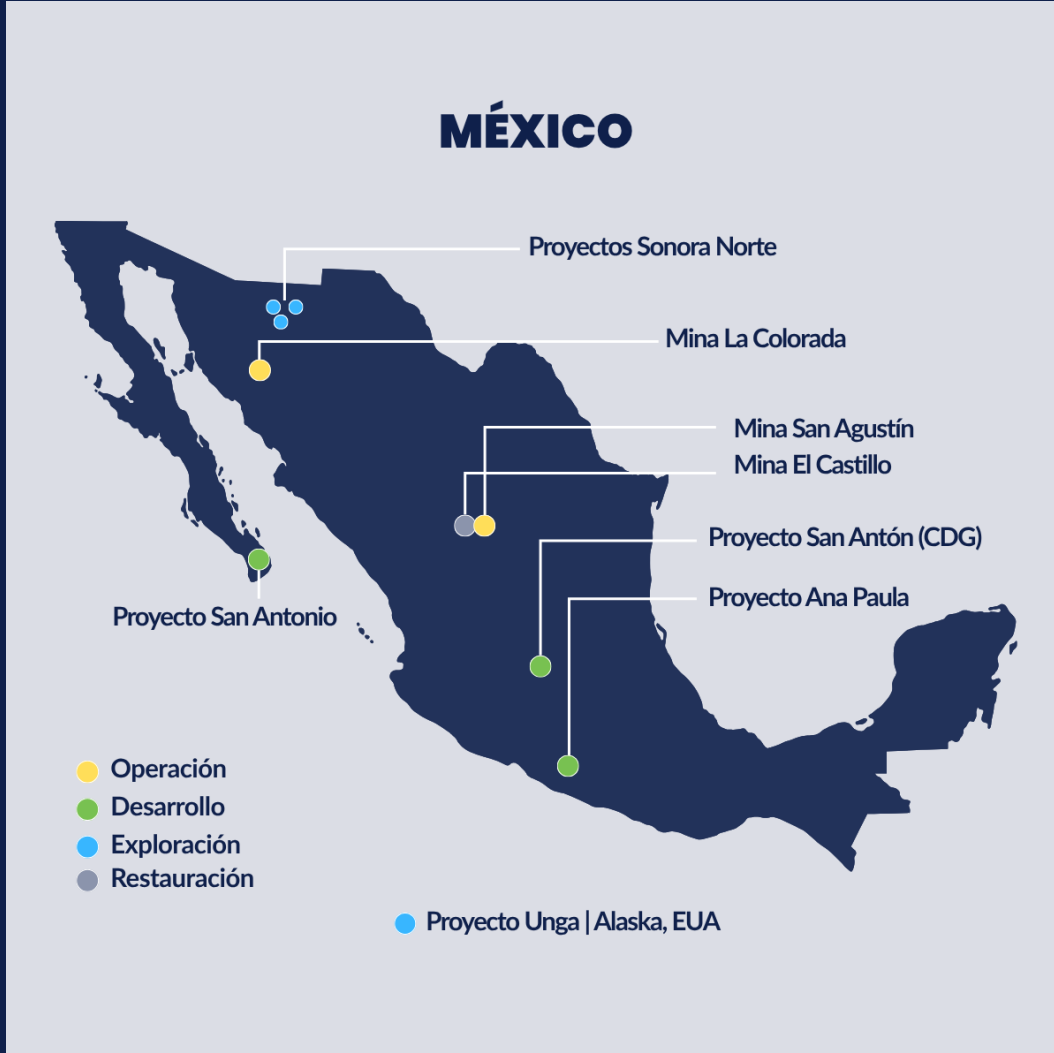 MÉXICO
Proyectos Sonora Norte
Mina La Colorada
Mina San Agustín
Mina El Castillo
Proyecto San Antón (CDG)
Proyecto Ana Paula
Proyecto San Antonio
Operación
Desarrollo
Exploración
Restauración
Proyecto Unga | Alaska, EUA